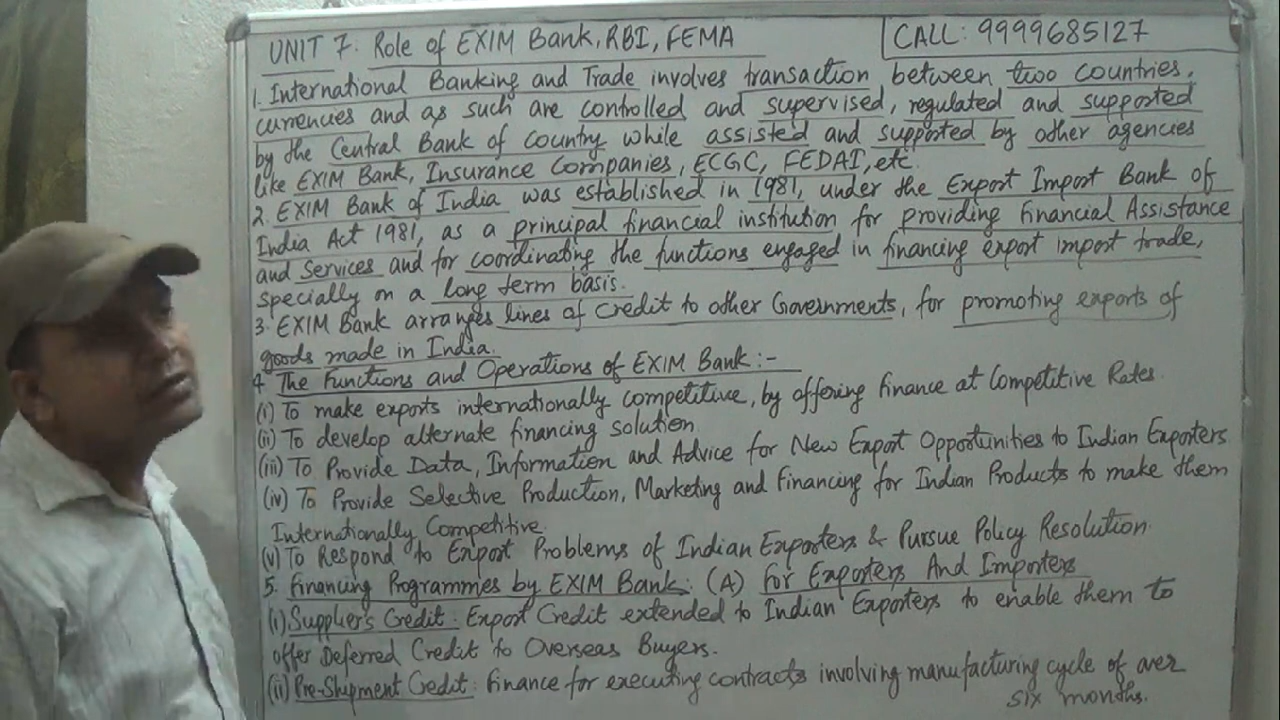 UNIT 7: Role of EXIM Bank, RBI, FEMA
CALL: 9999685127
1. International Banking and Trade involves transaction between two countries,
currencies and as such are controlled and supervised, regulated and supported
by the Central Bank of Country while assisted and supported by other agencies
like EXIM Bank, Insurance Companies, ECGC, FEDAI, etc.
2. EXIM Bank of India was established in 1981, under the Export Import Bank of
India Act 1981, as a principal financial institution for providing Financial Assistance
and Services and for coordinating the functions engaged in financing export import trade,
specially on a long term basis.
3. EXIM Bank arranges lines of Credit to other Governments, for promoting exports of
goods made in India.
4. The Functions and Operations of EXIM Bank:-
(i) To make exports internationally competitive, by offering finance at Competitive Rates.
(ii) To develop alternate financing solution
(iii) To Provide Data, Information and Advice for New Export Opportunities to Indian Exporters
(iv) To Provide Selective Production, Marketing and Financing for Indian Products to make them
Internationally Competitive.
(v) To Respond to Export Problems of Indian Exporters & Pursue Policy Resolution.
5. Financing Programmes by EXIM Bank: (A) For Exporters And Importers
(i) Supplier's Credit: Export Credit extended to Indian Exporters to enable them to
offer Deferred Credit to Overseas Buyers.
(ii) Pre-Shipment Credit: Finance for executing contracts involving manufacturing cycle of over
six months.